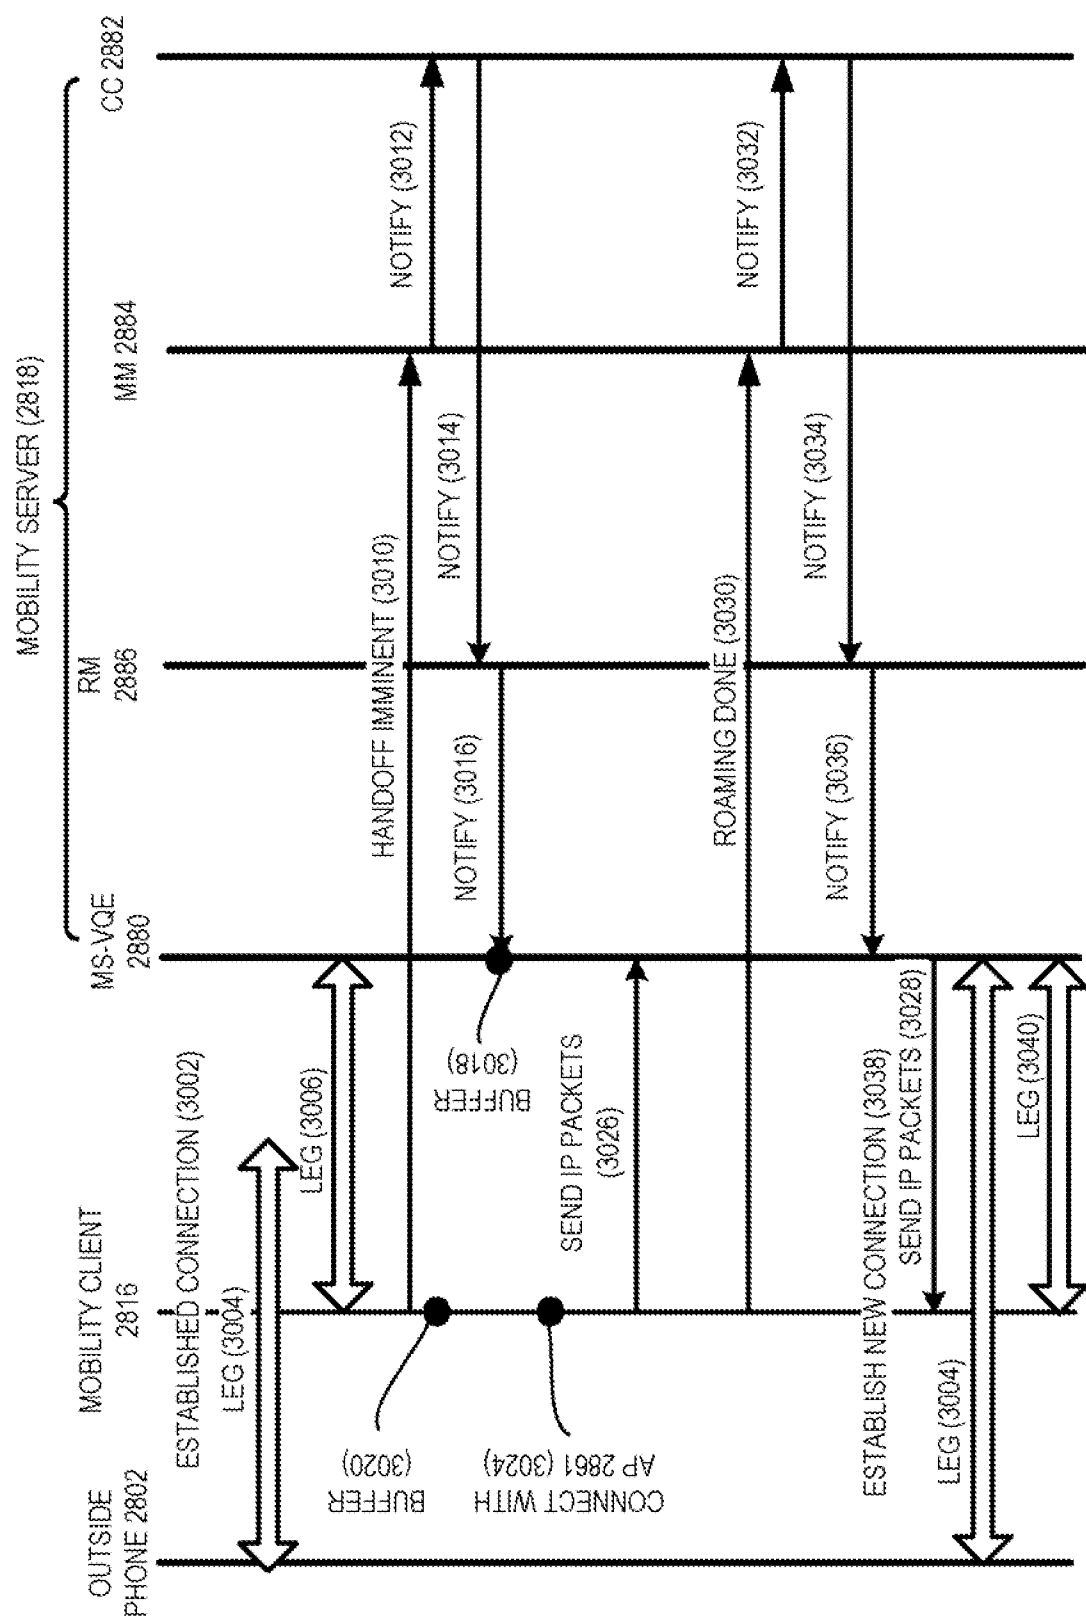 MOBILITY SERVER (2818)
OUTSIDE
PHONE 2802
MOBILITY CLIENT
2816
MS-VQE
2880
RM
2886
MM 2884
CC 2882
ESTABLISHED CONNECTION (3002)
LEG (3004)
LEG (3006)
HANDOFF IMMINENT (3010)
NOTIFY (3012)
NOTIFY (3014)
NOTIFY (3016)
BUFFER
(3018)
BUFFER
(3020)
CONNECT WITH
AP 2861 (3024)
SEND IP PACKETS
(3026)
ROAMING DONE (3030)
NOTIFY (3032)
NOTIFY (3034)
NOTIFY (3036)
ESTABLISH NEW CONNECTION (3038)
SEND IP PACKETS (3028)
LEG (3004)
LEG (3040)